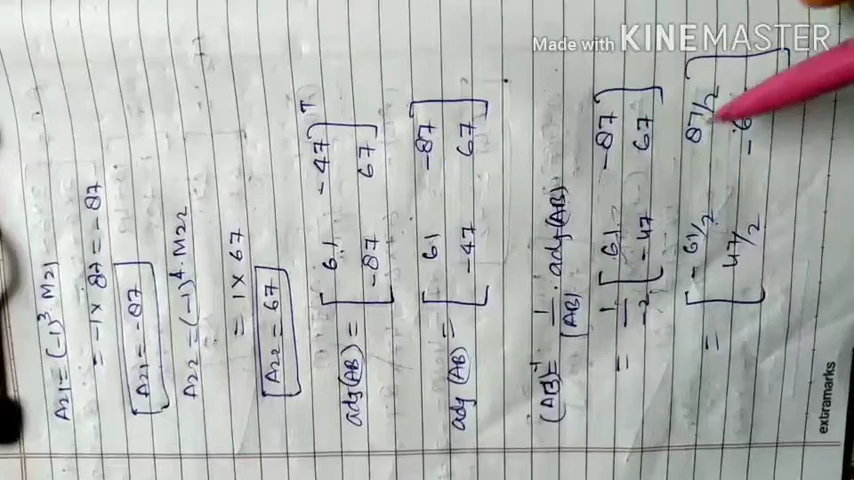 A21 = (-1)³ · M21
= -1 × 87 = -87
A21 = -87
A22 = (-1)⁴ · M22
= 1 × 67
A22 = 67
adj(AB) = [61 -47
-87 67]ᵀ
adj(AB) = [61 -87
-47 67]
(AB)⁻¹ = 1/|AB| · adj(AB)
= 1/-2 [61 -87
-47 67]
= [-61/2 87/2
47/2 -6
Made with KINEMASTER
extramarks